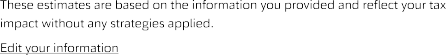 These estimates are based on the information you provided and reflect your tax
impact without any strategies applied.
Edit your information